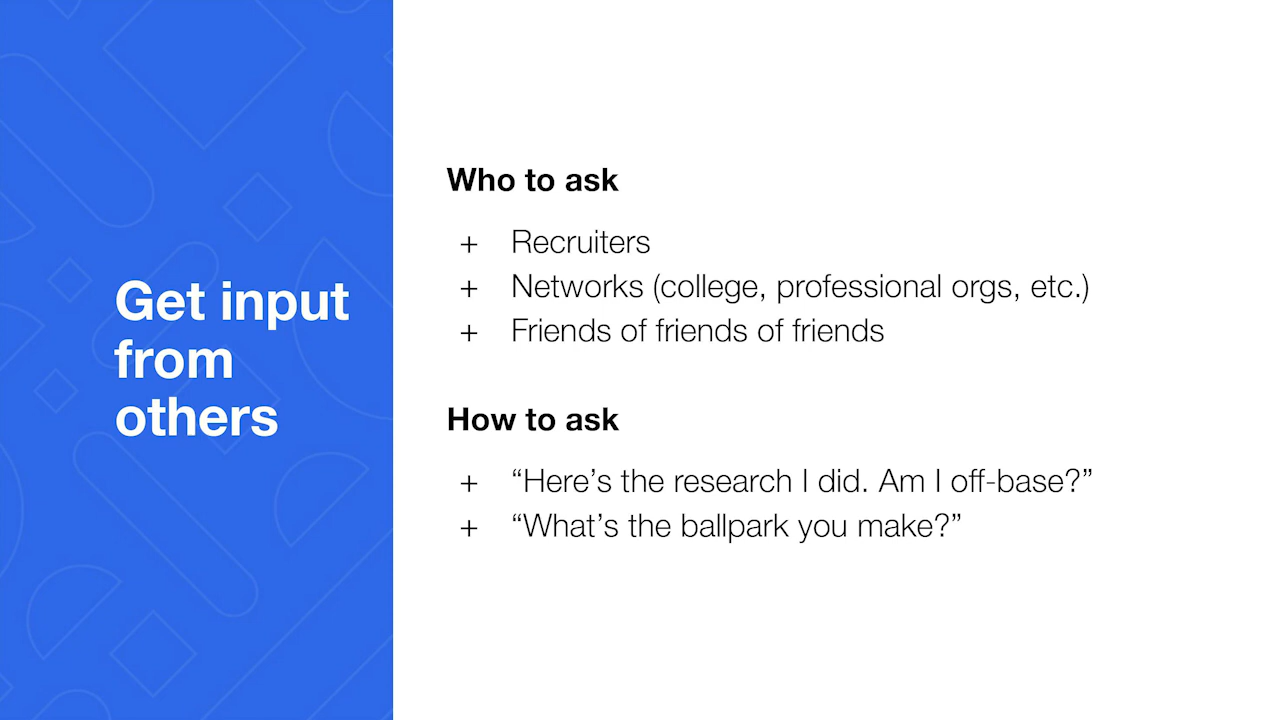 Get input
from
others
Who to ask
+ Recruiters
+ Networks (college, professional orgs, etc.)
+ Friends of friends of friends
How to ask
+ “Here’s the research I did. Am I off-base?”
+ “What’s the ballpark you make?”